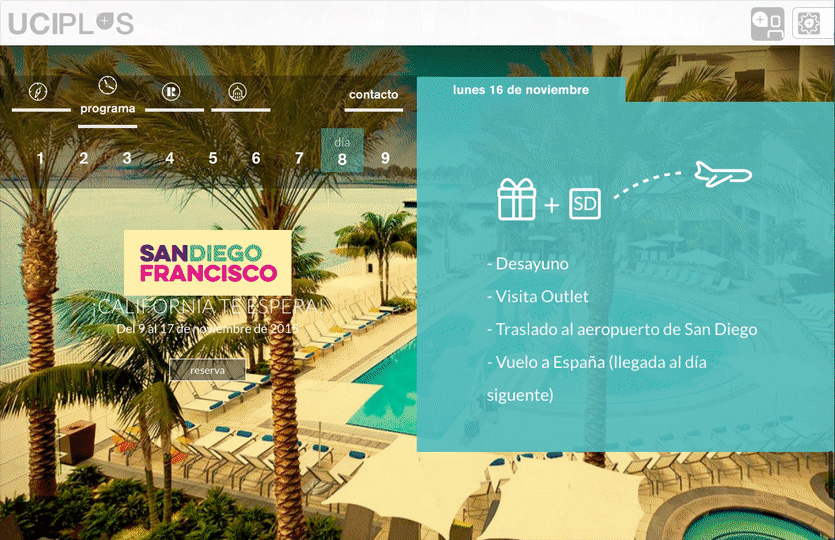 UCIPLUS
programa
contacto
1 2 3 4 5 6 7 día 8 9
SANDIEGO
FRANCISCO
¡CALIFORNIA TE ESPERA!
Del 9 al 17 de noviembre de 2015
reserva
lunes 16 de noviembre
+ SD
- Desayuno
- Visita Outlet
- Traslado al aeropuerto de San Diego
- Vuelo a España (llegada al día
siguente)